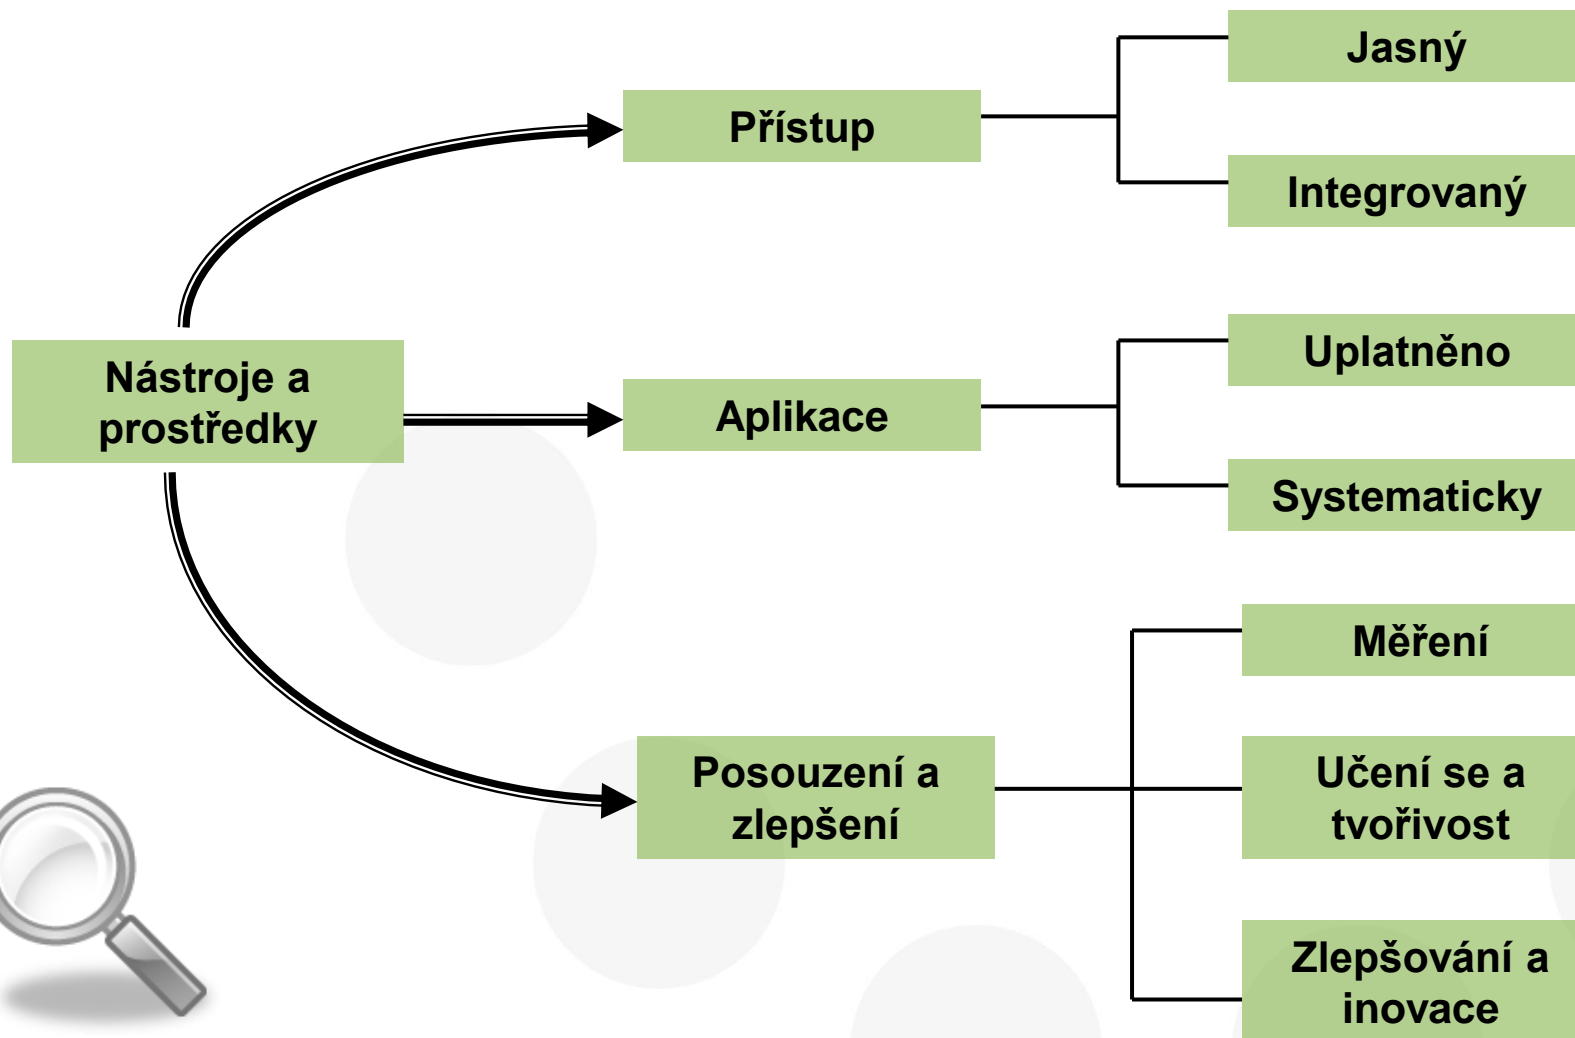 Jasný
Přístup
Integrovaný
Nástroje a
prostředky
Uplatněno
Aplikace
Systematicky
Měření
Posouzení a
zlepšení
Učení se a
tvořivost
Zlepšování a
inovace